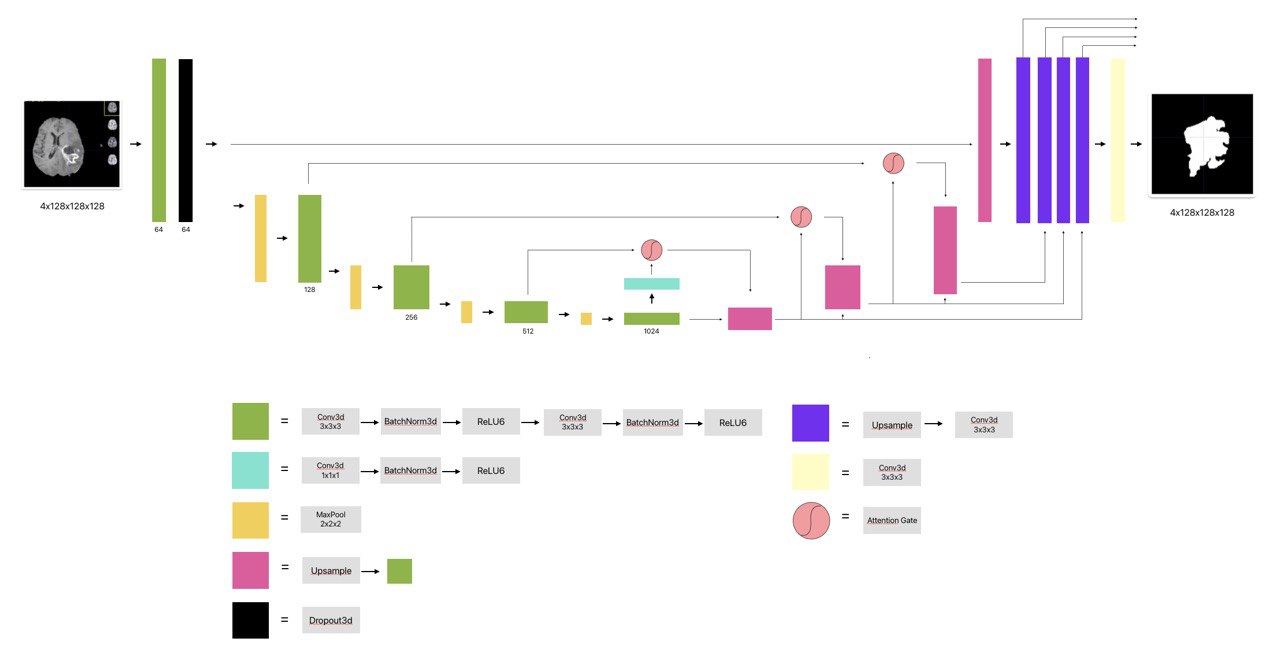 4x128x128x128
64
64
128
256
512
1024
4x128x128x128
=
Conv3d
3x3x3
BatchNorm3d
ReLU6
Conv3d
3x3x3
BatchNorm3d
ReLU6
=
Conv3d
1x1x1
BatchNorm3d
ReLU6
=
MaxPool
2x2x2
=
Upsample
=
Dropout3d
=
Upsample
Conv3d
3x3x3
=
Conv3d
3x3x3
=
Attention Gate